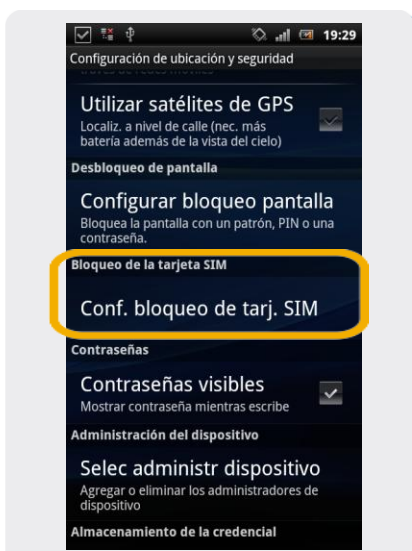 19:29
Configuración de ubicación y seguridad
Utilizar satélites de GPS
Localiz. a nivel de calle (nec. más
batería además de la vista del cielo)
Desbloqueo de pantalla
Configurar bloqueo pantalla
Bloquea la pantalla con un patrón, PIN o una
contraseña.
Bloqueo de la tarjeta SIM
Conf. bloqueo de tarj. SIM
Contraseñas
Contraseñas visibles
Mostrar contraseña mientras escribe
Administración del dispositivo
Selec administr dispositivo
Agregar o eliminar los administradores de
dispositivo
Almacenamiento de la credencial